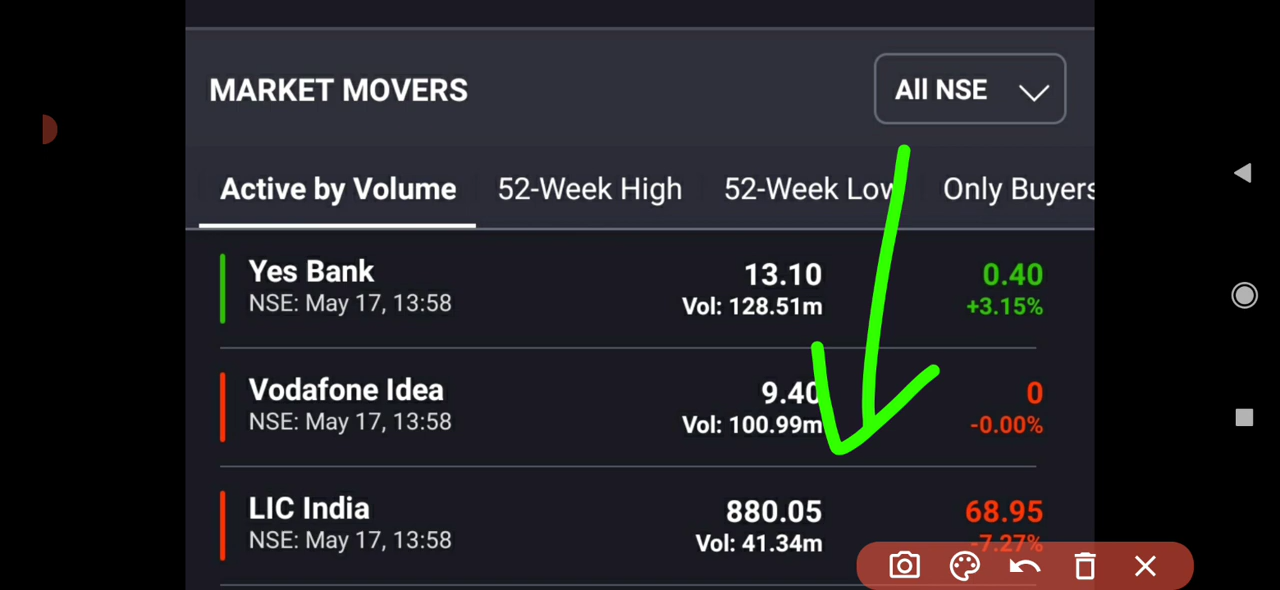 MARKET MOVERS
All NSE
Active by Volume 52-Week High 52-Week Low Only Buyers
Yes Bank 13.10 0.40
NSE: May 17, 13:58 Vol: 128.51m +3.15%
Vodafone Idea 9.40 0
NSE: May 17, 13:58 Vol: 100.99m -0.00%
LIC India 880.05 68.95
NSE: May 17, 13:58 Vol: 41.34m -7.27%